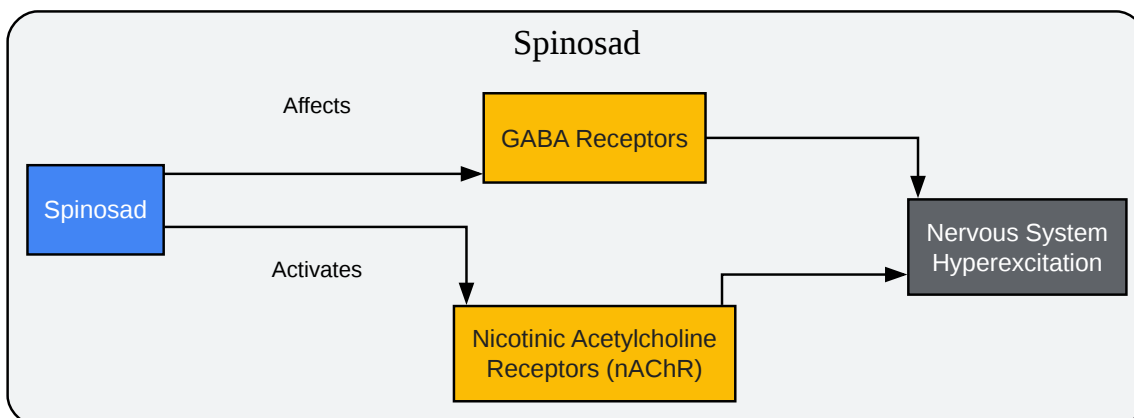 Spinosad
Affects
GABA Receptors
Spinosad
Nervous System
Hyperexcitation
Activates
Nicotinic Acetylcholine
Receptors (nAChR)